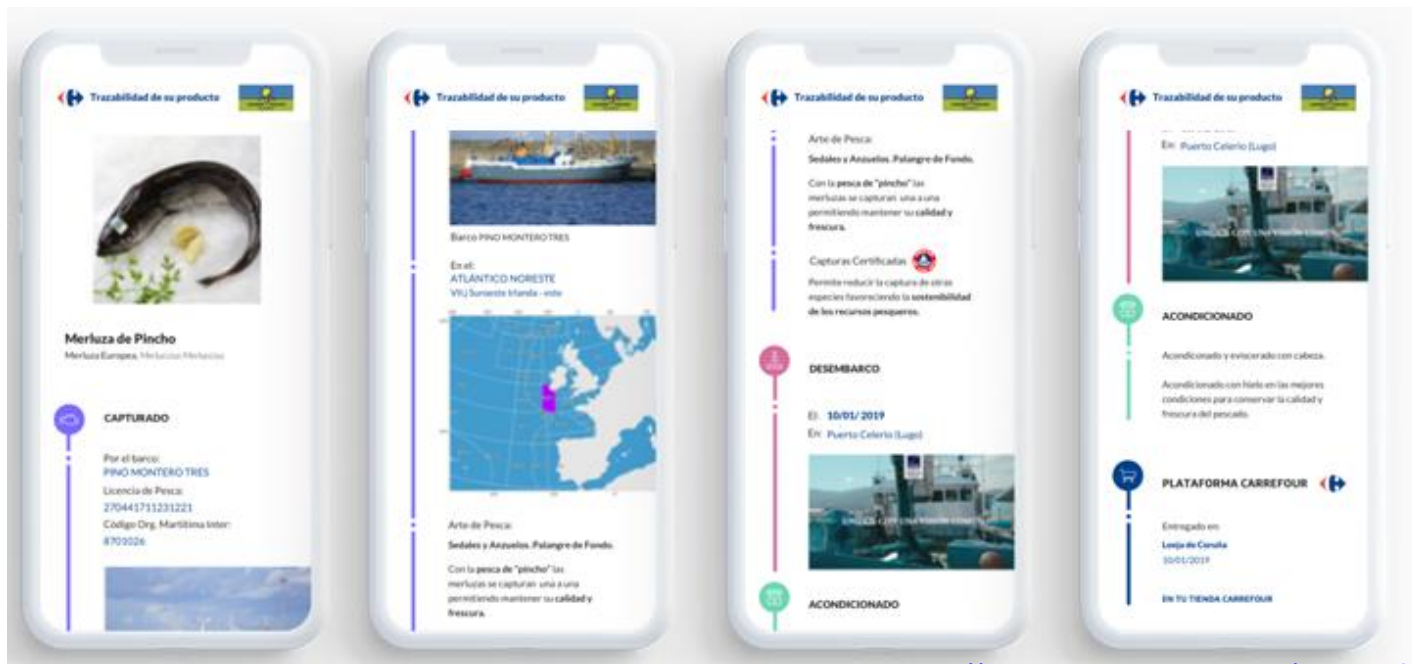 Trazabilidad de su producto
Merluza de Pincho
Merluza Europea. Merluccius Merluccius
CAPTURADO
Por el barco:
PINO MONTERO TRES
Licencia de Pesca:
270441711231221
Código Org. Martítima Inter:
8701026
Trazabilidad de su producto
Barco PINO MONTERO TRES
En el:
ATLÁNTICO NORESTE
VIIj Suroeste Irlanda - este
Arte de Pesca:
Sedales y Anzuelos. Palangre de Fondo.
Con la pesca de "pincho" las
merluzas se capturan una a una
permitiendo mantener su calidad y
frescura.
Trazabilidad de su producto
Arte de Pesca:
Sedales y Anzuelos. Palangre de Fondo.
Con la pesca de "pincho" las
merluzas se capturan una a una
permitiendo mantener su calidad y
frescura.
Capturas Certificadas
Permite reducir la captura de otras
especies favoreciendo la sostenibilidad
de los recursos pesqueros.
DESEMBARCO
El: 10/01/ 2019
En: Puerto Celerio (Lugo)
ACONDICIONADO
Trazabilidad de su producto
En: Puerto Celerio (Lugo)
ACONDICIONADO
Acondiconado y eviscerado con cabeza.
Acondicionado con hielo en las mejores
condiciones para conservar la calidad y
frescura del pescado.
PLATAFORMA CARREFOUR
Entregado en:
Lonja de Coruña
10/01/2019
EN TU TIENDA CARREFOUR